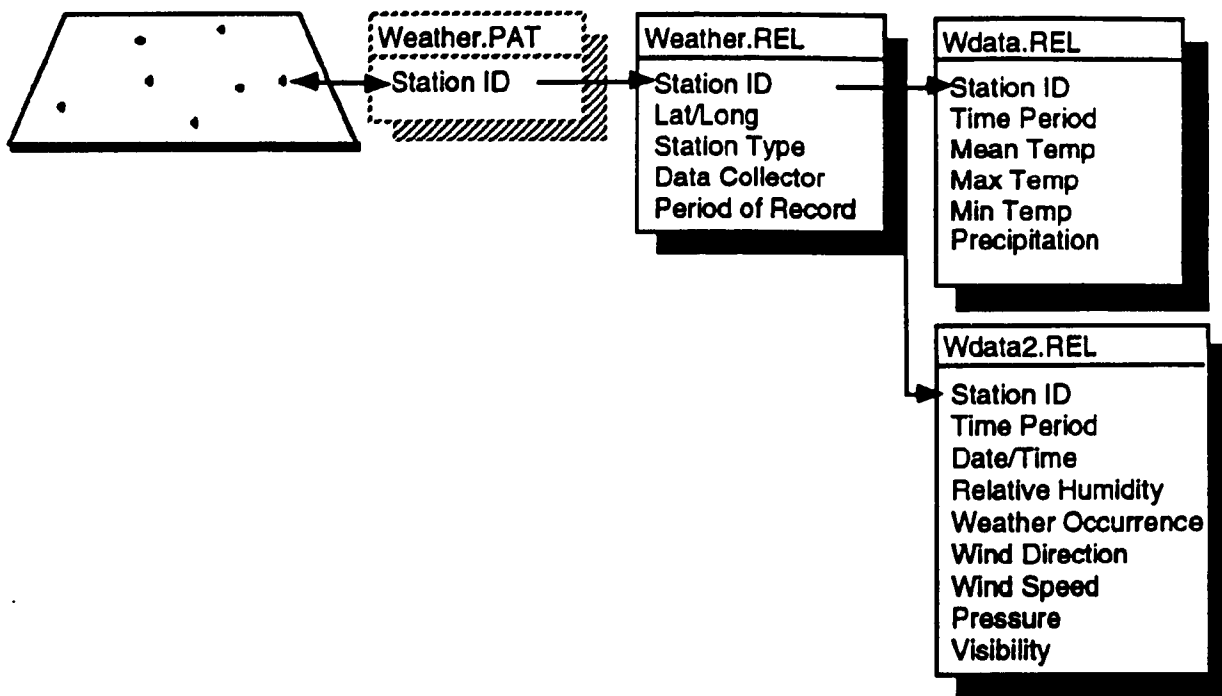 Weather.PAT
Station ID
Weather.REL
Station ID
Lat/Long
Station Type
Data Collector
Period of Record
Wdata.REL
Station ID
Time Period
Mean Temp
Max Temp
Min Temp
Precipitation
Wdata2.REL
Station ID
Time Period
Date/Time
Relative Humidity
Weather Occurrence
Wind Direction
Wind Speed
Pressure
Visibility